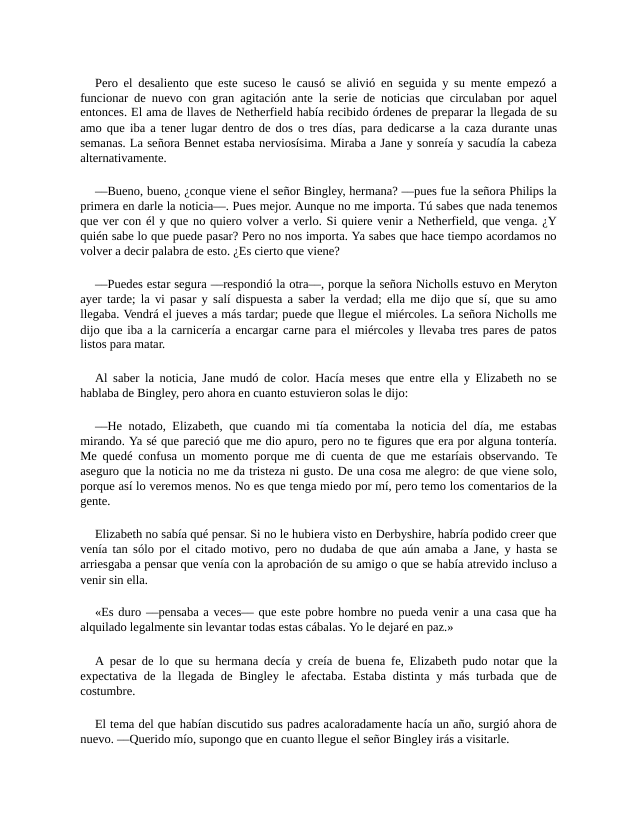 Pero el desaliento que este suceso le causó se alivió en seguida y su mente empezó a
funcionar de nuevo con gran agitación ante la serie de noticias que circulaban por aquel
entonces. El ama de llaves de Netherfield había recibido órdenes de preparar la llegada de su
amo que iba a tener lugar dentro de dos o tres días, para dedicarse a la caza durante unas
semanas. La señora Bennet estaba nerviosísima. Miraba a Jane y sonreía y sacudía la cabeza
alternativamente.
—Bueno, bueno, ¿conque viene el señor Bingley, hermana? —pues fue la señora Philips la
primera en darle la noticia—. Pues mejor. Aunque no me importa. Tú sabes que nada tenemos
que ver con él y que no quiero volver a verlo. Si quiere venir a Netherfield, que venga. ¿Y
quién sabe lo que puede pasar? Pero no nos importa. Ya sabes que hace tiempo acordamos no
volver a decir palabra de esto. ¿Es cierto que viene?
—Puedes estar segura —respondió la otra—, porque la señora Nicholls estuvo en Meryton
ayer tarde; la vi pasar y salí dispuesta a saber la verdad; ella me dijo que sí, que su amo
llegaba. Vendrá el jueves a más tardar; puede que llegue el miércoles. La señora Nicholls me
dijo que iba a la carnicería a encargar carne para el miércoles y llevaba tres pares de patos
listos para matar.
Al saber la noticia, Jane mudó de color. Hacía meses que entre ella y Elizabeth no se
hablaba de Bingley, pero ahora en cuanto estuvieron solas le dijo:
—He notado, Elizabeth, que cuando mi tía comentaba la noticia del día, me estabas
mirando. Ya sé que pareció que me dio apuro, pero no te figures que era por alguna tontería.
Me quedé confusa un momento porque me di cuenta de que me estaríais observando. Te
aseguro que la noticia no me da tristeza ni gusto. De una cosa me alegro: de que viene solo,
porque así lo veremos menos. No es que tenga miedo por mí, pero temo los comentarios de la
gente.
Elizabeth no sabía qué pensar. Si no le hubiera visto en Derbyshire, habría podido creer que
venía tan sólo por el citado motivo, pero no dudaba de que aún amaba a Jane, y hasta se
arriesgaba a pensar que venía con la aprobación de su amigo o que se había atrevido incluso a
venir sin ella.
«Es duro —pensaba a veces— que este pobre hombre no pueda venir a una casa que ha
alquilado legalmente sin levantar todas estas cábalas. Yo le dejaré en paz.»
A pesar de lo que su hermana decía y creía de buena fe, Elizabeth pudo notar que la
expectativa de la llegada de Bingley le afectaba. Estaba distinta y más turbada que de
costumbre.
El tema del que habían discutido sus padres acaloradamente hacía un año, surgió ahora de
nuevo. —Querido mío, supongo que en cuanto llegue el señor Bingley irás a visitarle.